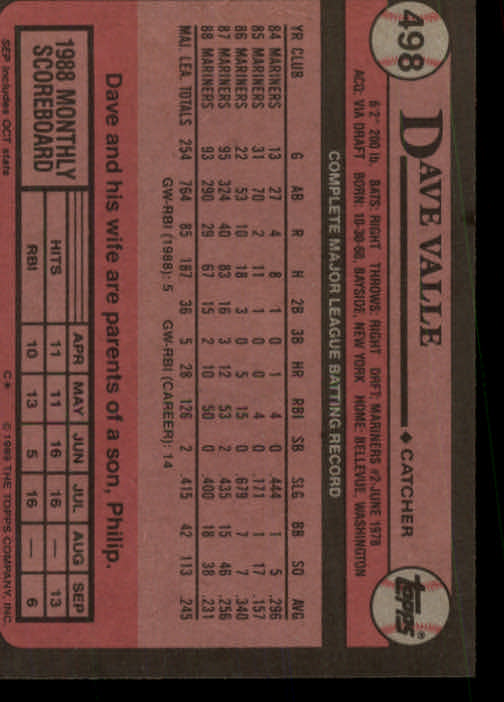 498
DAVE VALLE ◆ CATCHER
TOPPS®
6'2" 200 lb. BATS: RIGHT THROWS: RIGHT DRFT: MARINERS #2-JUNE 1978
ACQ: VIA DRAFT BORN: 10-30-60, BAYSIDE, NEW YORK HOME: BELLEVUE, WASHINGTON
COMPLETE MAJOR LEAGUE BATTING RECORD
YR CLUB G AB R H 2B 3B HR RBI SB SLG BB SO AVG
84 MARINERS 13 27 4 8 1 0 1 4 0 .444 1 5 .296
85 MARINERS 31 70 2 11 1 0 0 4 0 .171 1 17 .157
86 MARINERS 22 53 10 18 3 0 5 15 0 .679 7 7 .340
87 MARINERS 95 324 40 83 16 3 12 53 2 .435 15 46 .256
88 MARINERS 93 290 29 67 15 2 10 50 0 .400 18 38 .231
MAJ. LEA. TOTALS 254 764 85 187 36 5 28 126 2 .415 42 113 .245
GW-RBI (1988): 5 GW-RBI (CAREER): 14
Dave and his wife are parents of a son, Philip.
1988 MONTHLY
SCOREBOARD
APR MAY JUN JUL AUG SEP
HITS 11 11 16 16 — 13
RBI 10 13 5 16 — 6
SEP includes OCT stats C* © 1989 THE TOPPS COMPANY, INC.